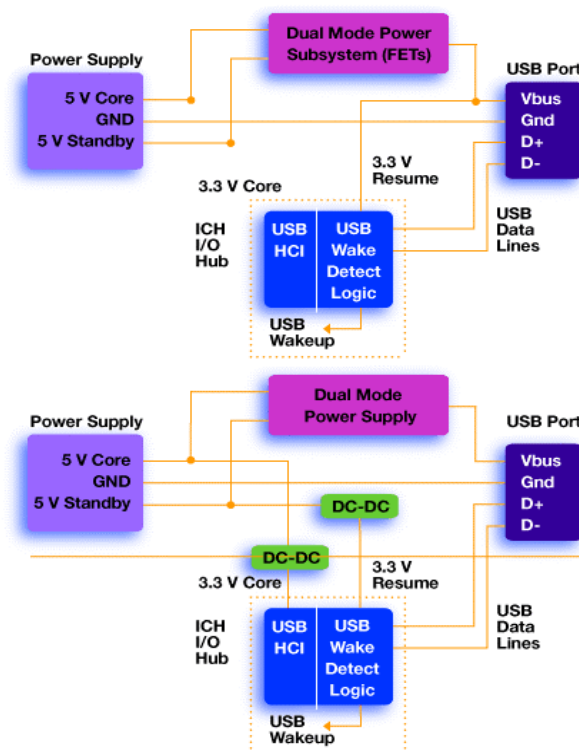 Dual Mode Power
Subsystem (FETs)
Power Supply
USB Port
5 V Core
GND
5 V Standby
Vbus
Gnd
D+
D-
3.3 V
Resume
3.3 V Core
ICH
I/O
Hub
USB
HCI
USB
Wake
Detect
Logic
USB
Data
Lines
USB
Wakeup
Dual Mode
Power Supply
Power Supply
USB Port
5 V Core
GND
5 V Standby
Vbus
Gnd
D+
D-
DC-DC
DC-DC
3.3 V Core
3.3 V
Resume
ICH
I/O
Hub
USB
HCI
USB
Wake
Detect
Logic
USB
Data
Lines
USB
Wakeup